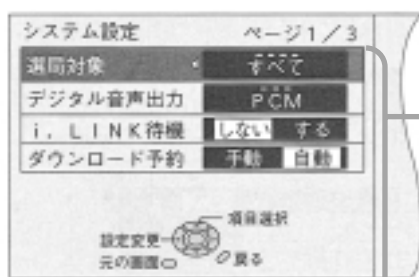 システム設定 ページ1／3
選局対象 すべて
デジタル音声出力 PCM
i．LINK待機 しない する
ダウンロード予約 手動 自動
項目選択
設定変更
元の画面 戻る